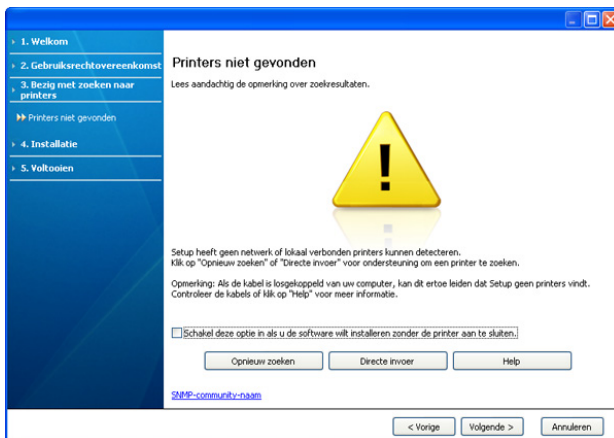 1. Welkom
2. Gebruiksrechtovereenkomst
3. Bezig met zoeken naar
printers
Printers niet gevonden
4. Installatie
5. Voltooien
Printers niet gevonden
Lees aandachtig de opmerking over zoekresultaten.
Setup heeft geen netwerk of lokaal verbonden printers kunnen detecteren.
Klik op "Opnieuw zoeken" of "Directe invoer" voor ondersteuning om een printer te zoeken.
Opmerking: Als de kabel is losgekoppeld van uw computer, kan dit ertoe leiden dat Setup geen printers vindt.
Controleer de kabels of klik op "Help" voor meer informatie.
Schakel deze optie in als u de software wilt installeren zonder de printer aan te sluiten.
Opnieuw zoeken
Directe invoer
Help
SNMP-community-naam
< Vorige
Volgende >
Annuleren